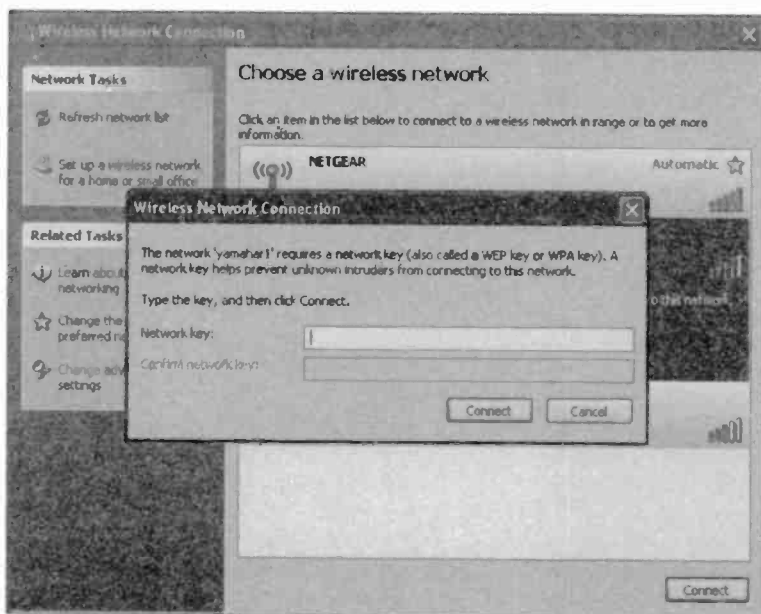 Wireless Network Connection
Network Tasks
Refresh network list
Set up a wireless network
for a home or small office
Related Tasks
Learn about
networking
Change the
preferred
Change adv
settings
Choose a wireless network
Click an item in the list below to connect to a wireless network in range or to get more
information.
NETGEAR
Automatic
to this network
Wireless Network Connection
The network 'yamahar1' requires a network key (also called a WEP key or WPA key). A
network key helps prevent unknown intruders from connecting to this network.
Type the key, and then click Connect.
Network key:
Confirm network key:
Connect
Cancel
Connect